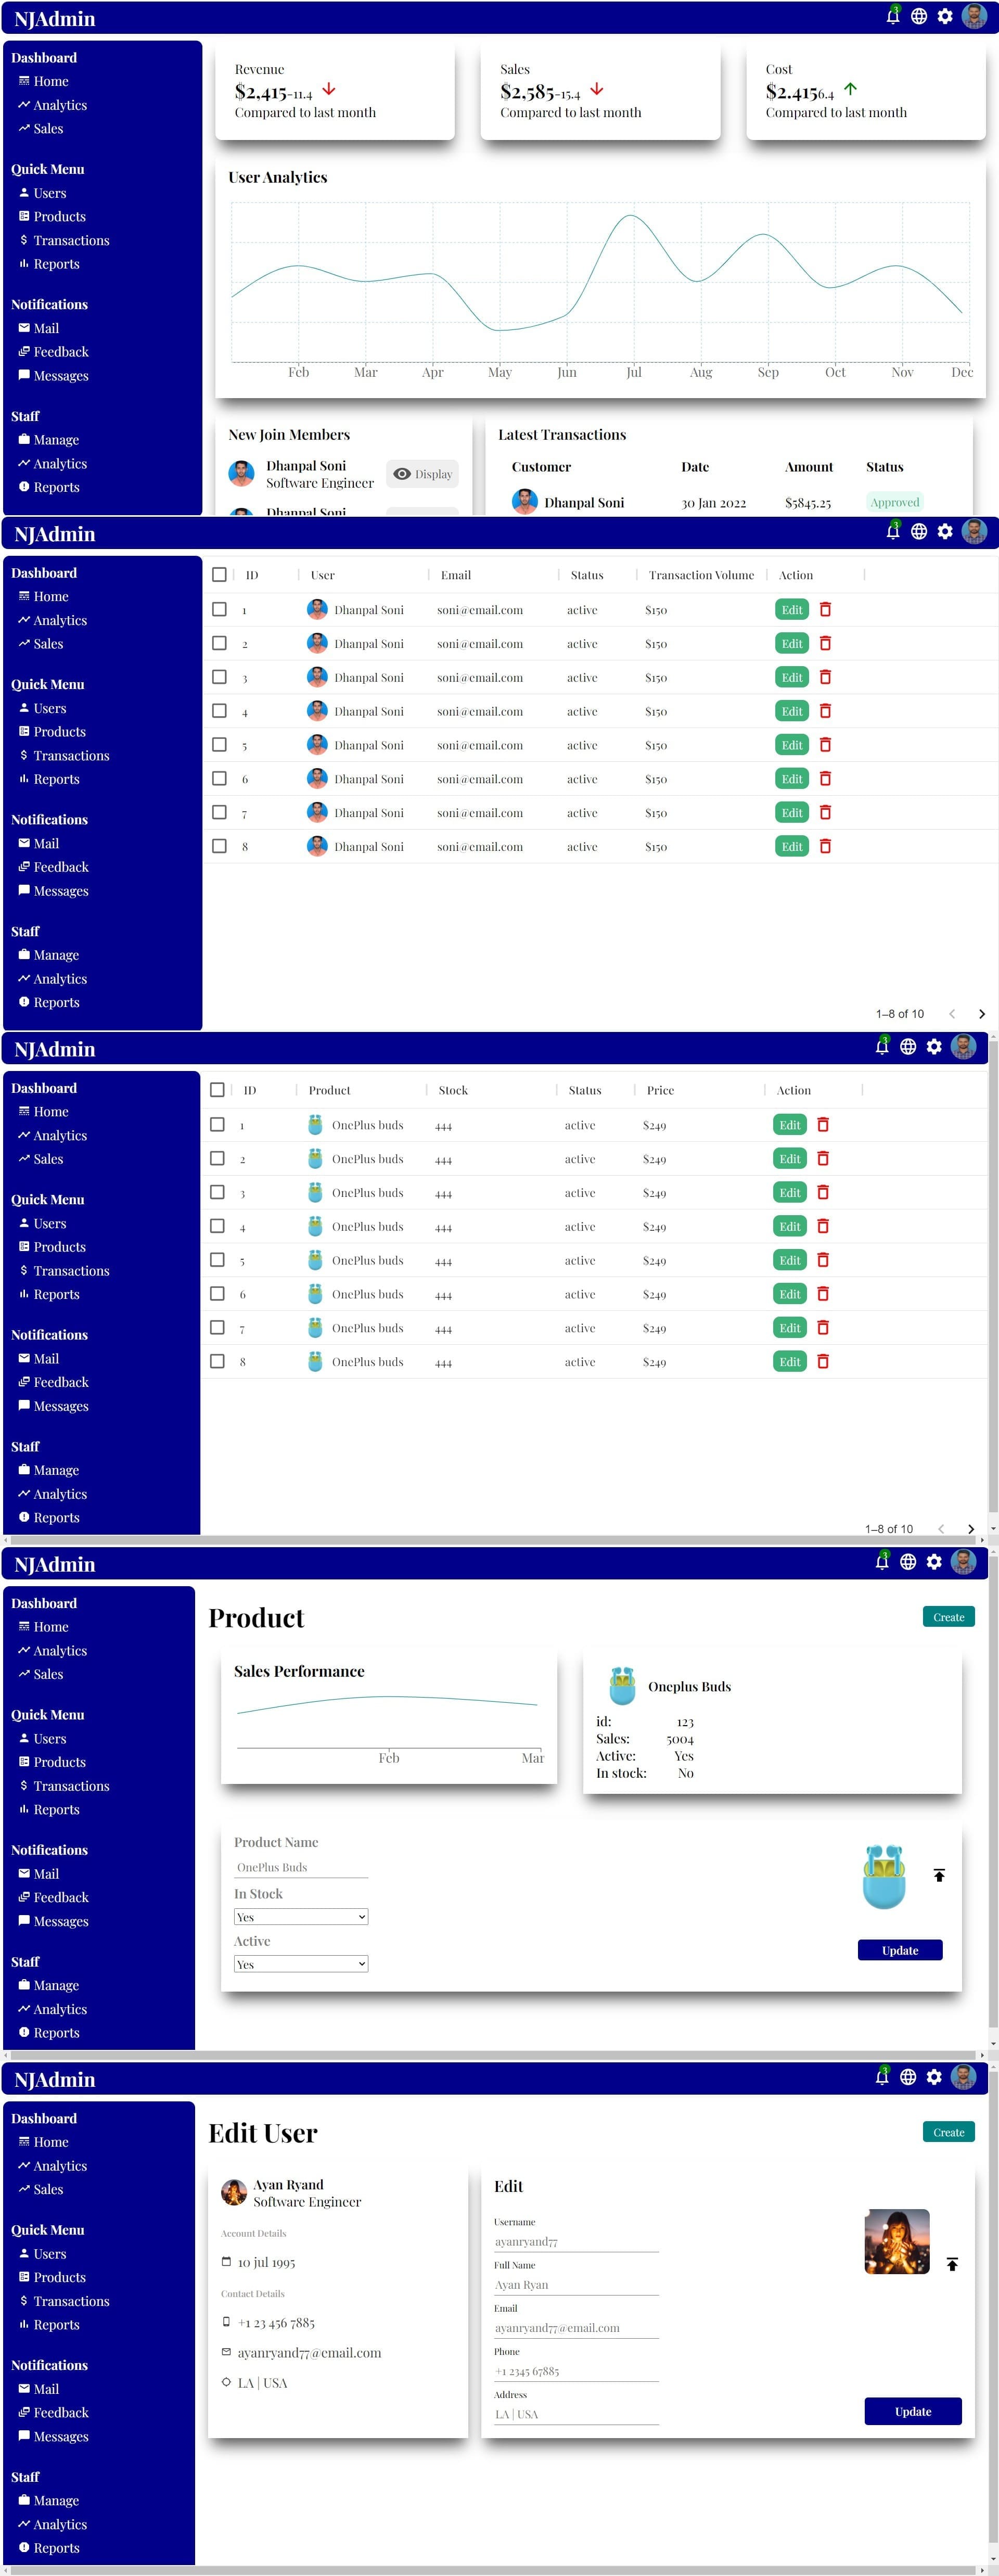 NJAdmin
3
Dashboard
Home
Analytics
Sales
Quick Menu
Users
Products
Transactions
Reports
Notifications
Mail
Feedback
Messages
Staff
Manage
Analytics
Reports
Revenue
$2,415-11.4
Compared to last month
Sales
$2,585-15.4
Compared to last month
Cost
$2.4156.4
Compared to last month
User Analytics
Feb Mar Apr May Jun Jul Aug Sep Oct Nov Dec
New Join Members
Dhanpal Soni
Software Engineer
Display
Dhanpal Soni
Latest Transactions
Customer Date Amount Status
Dhanpal Soni 30 Jan 2022 $5845.25 Approved
NJAdmin
3
Dashboard
Home
Analytics
Sales
Quick Menu
Users
Products
Transactions
Reports
Notifications
Mail
Feedback
Messages
Staff
Manage
Analytics
Reports
ID User Email Status Transaction Volume Action
1 Dhanpal Soni soni@email.com active $150 Edit
2 Dhanpal Soni soni@email.com active $150 Edit
3 Dhanpal Soni soni@email.com active $150 Edit
4 Dhanpal Soni soni@email.com active $150 Edit
5 Dhanpal Soni soni@email.com active $150 Edit
6 Dhanpal Soni soni@email.com active $150 Edit
7 Dhanpal Soni soni@email.com active $150 Edit
8 Dhanpal Soni soni@email.com active $150 Edit
1–8 of 10
NJAdmin
3
Dashboard
Home
Analytics
Sales
Quick Menu
Users
Products
Transactions
Reports
Notifications
Mail
Feedback
Messages
Staff
Manage
Analytics
Reports
ID Product Stock Status Price Action
1 OnePlus buds 444 active $249 Edit
2 OnePlus buds 444 active $249 Edit
3 OnePlus buds 444 active $249 Edit
4 OnePlus buds 444 active $249 Edit
5 OnePlus buds 444 active $249 Edit
6 OnePlus buds 444 active $249 Edit
7 OnePlus buds 444 active $249 Edit
8 OnePlus buds 444 active $249 Edit
1–8 of 10
NJAdmin
3
Dashboard
Home
Analytics
Sales
Quick Menu
Users
Products
Transactions
Reports
Notifications
Mail
Feedback
Messages
Staff
Manage
Analytics
Reports
Product
Create
Sales Performance
Feb Mar
Oneplus Buds
id: 123
Sales: 5004
Active: Yes
In stock: No
Product Name
OnePlus Buds
In Stock
Yes
Active
Yes
Update
NJAdmin
3
Dashboard
Home
Analytics
Sales
Quick Menu
Users
Products
Transactions
Reports
Notifications
Mail
Feedback
Messages
Staff
Manage
Analytics
Reports
Edit User
Create
Ayan Ryand
Software Engineer
Account Details
10 jul 1995
Contact Details
+1 23 456 7885
ayanryand77@email.com
LA | USA
Edit
Username
ayanryand77
Full Name
Ayan Ryan
Email
ayanryand77@email.com
Phone
+1 2345 67885
Address
LA | USA
Update